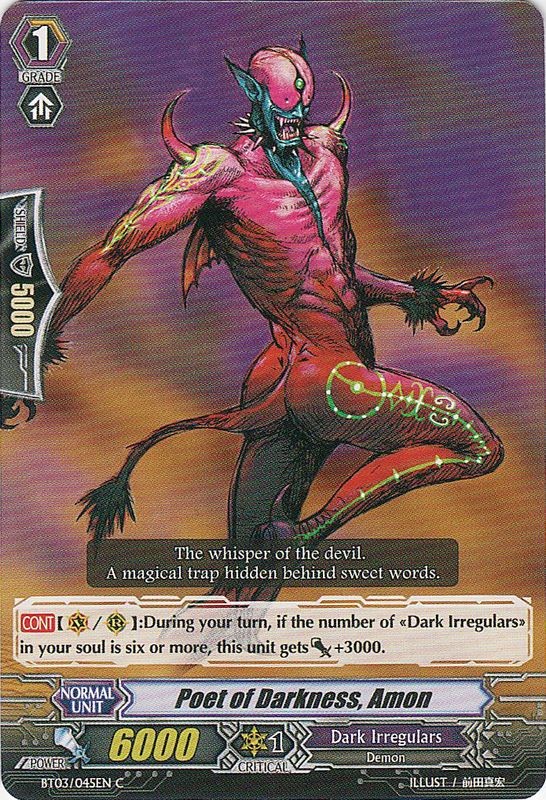 1
GRADE
SHIELD
5000
The whisper of the devil.
A magical trap hidden behind sweet words.
CONT【 V / R 】:During your turn, if the number of «Dark Irregulars»
in your soul is six or more, this unit gets +3000.
NORMAL
UNIT
Poet of Darkness, Amon
POWER
6000
1
CRITICAL
Dark Irregulars
Demon
BT03/045EN C
ILLUST / 前田真宏